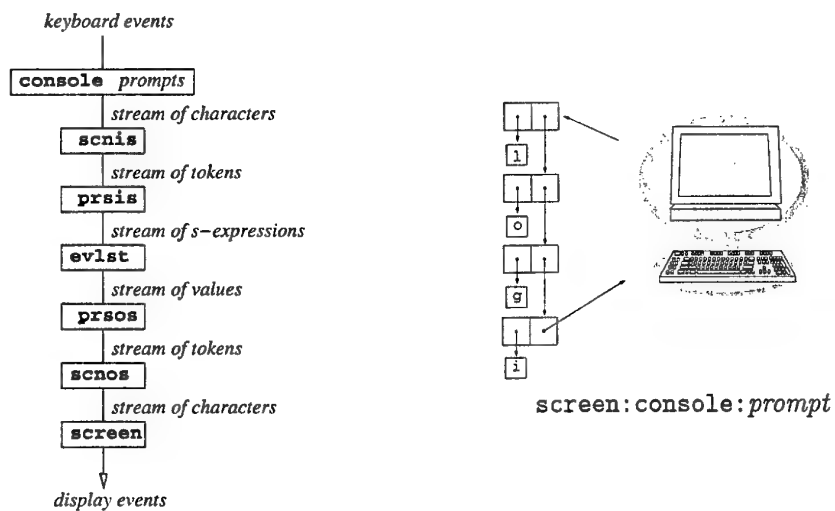 keyboard events
console prompts
stream of characters
scnis
stream of tokens
prsis
stream of s-expressions
evlst
stream of values
prsos
stream of tokens
scnos
stream of characters
screen
display events
l
o
g
i
screen:console:prompt